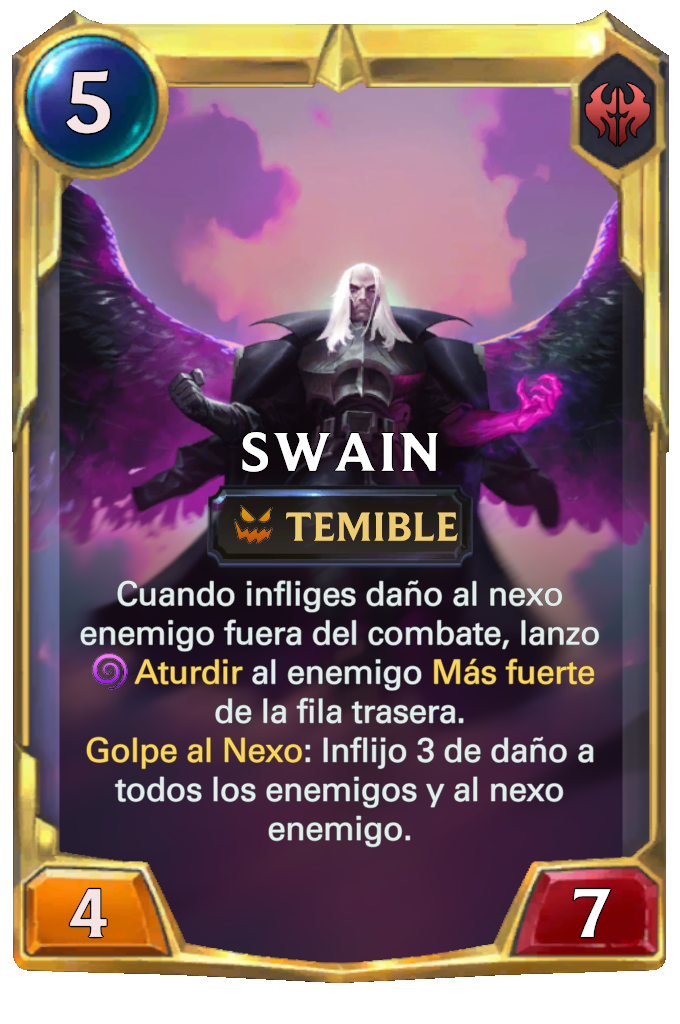 5
SWAIN
TEMIBLE
Cuando infliges daño al nexo
enemigo fuera del combate, lanzo
Aturdir al enemigo Más fuerte
de la fila trasera.
Golpe al Nexo: Inflijo 3 de daño a
todos los enemigos y al nexo
enemigo.
4
7